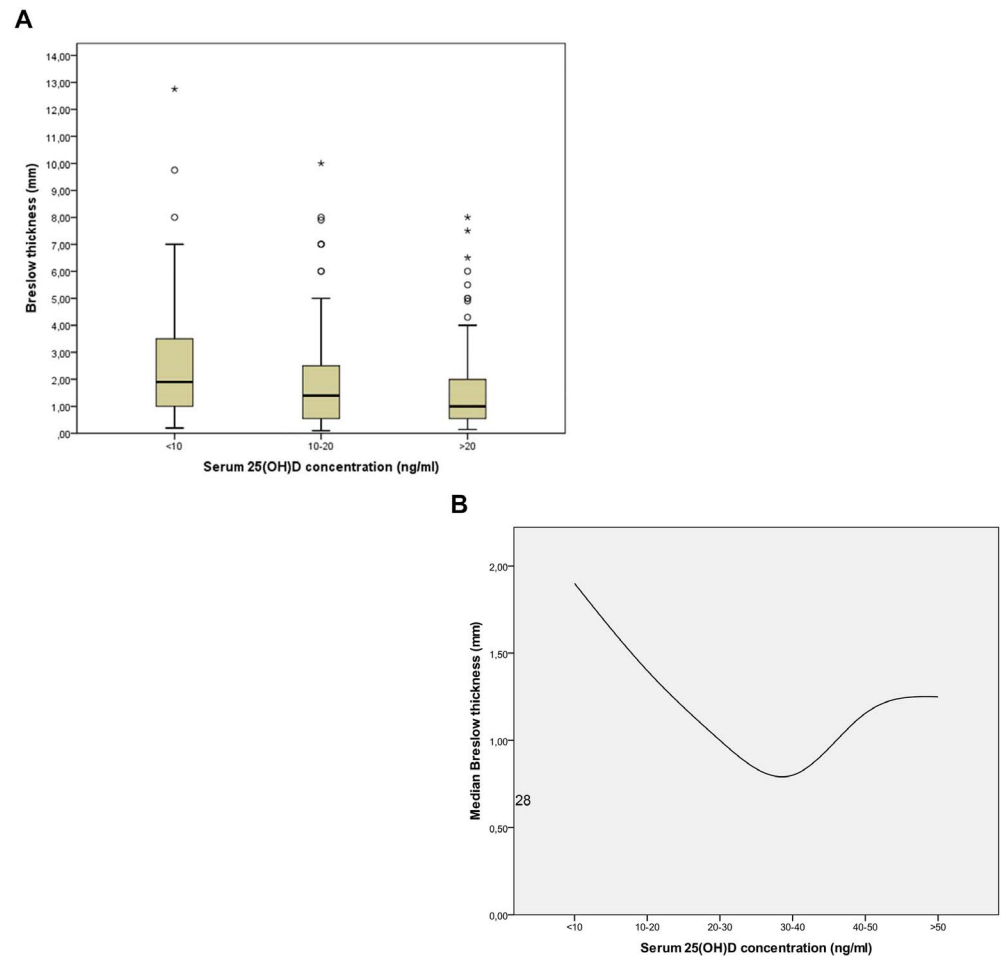 A
14,00
13,00
12,00
11,00
10,00
9,00
8,00
7,00
6,00
5,00
4,00
3,00
2,00
1,00
,00
Breslow thickness (mm)
<10 10-20 >20
Serum 25(OH)D concentration (ng/ml)
B
2,00
1,50
1,00
0,50
0,00
Median Breslow thickness (mm)
28
<10 10-20 20-30 30-40 40-50 >50
Serum 25(OH)D concentration (ng/ml)